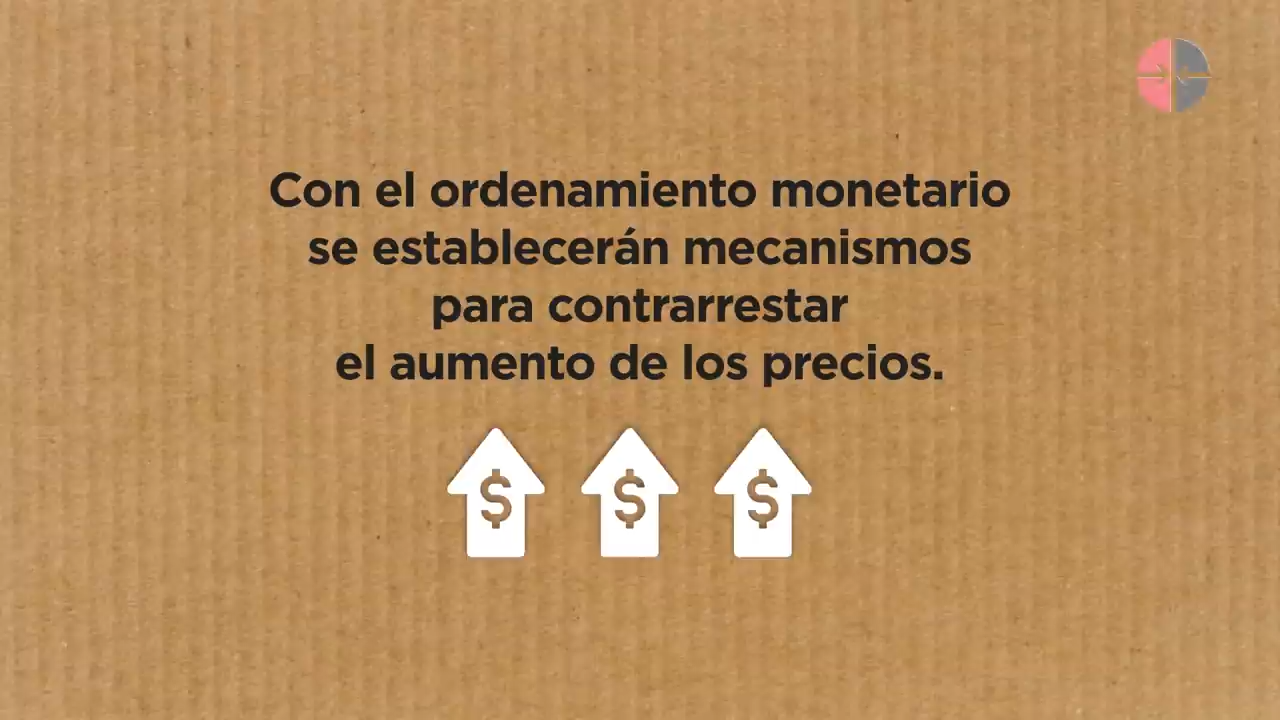 Con el ordenamiento monetario
se establecerán mecanismos
para contrarrestar
el aumento de los precios.
$ $ $